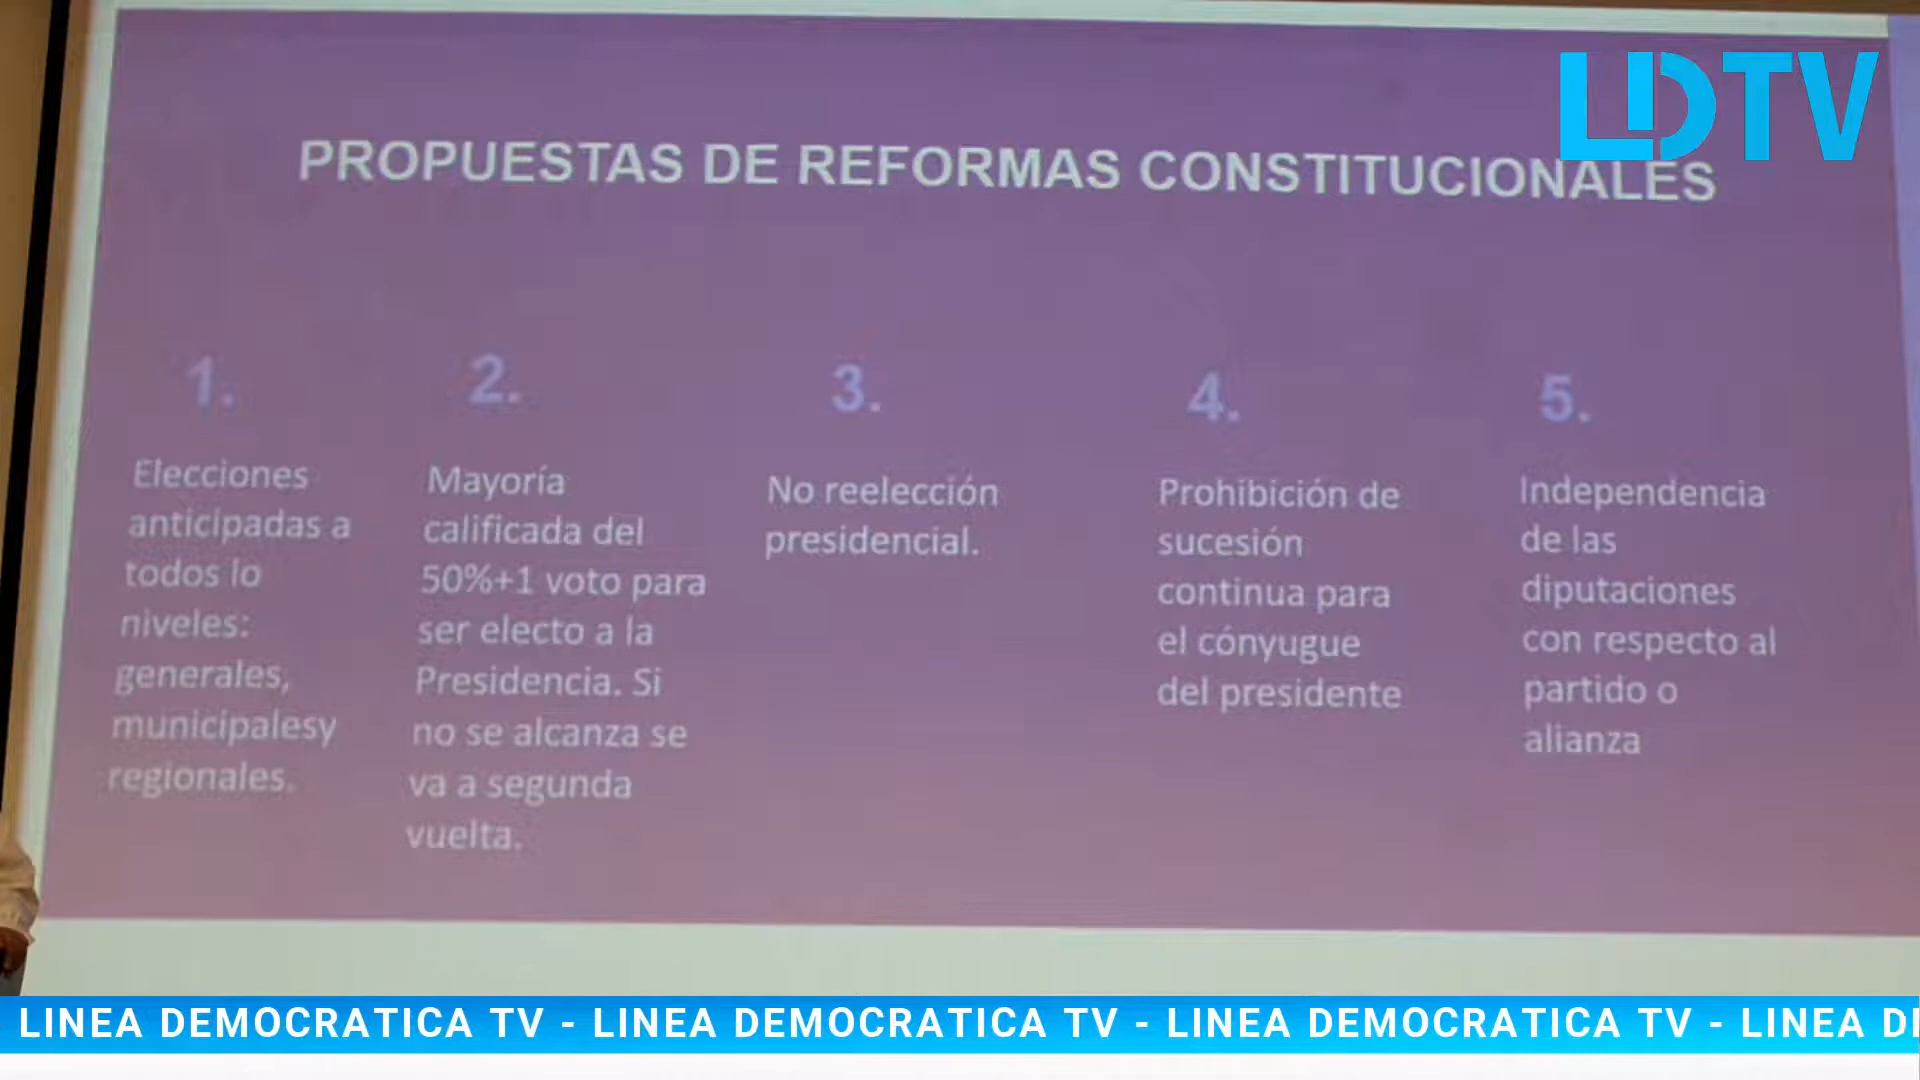 LDTV
PROPUESTAS DE REFORMAS CONSTITUCIONALES
1.
Elecciones
anticipadas a
todos lo
niveles:
generales,
municipalesy
regionales.
2.
Mayoría
calificada del
50%+1 voto para
ser electo a la
Presidencia. Si
no se alcanza se
va a segunda
vuelta.
3.
No reelección
presidencial.
4.
Prohibición de
sucesión
continua para
el cónyugue
del presidente
5.
Independencia
de las
diputaciones
con respecto al
partido o
alianza
LINEA DEMOCRATICA TV - LINEA DEMOCRATICA TV - LINEA DEMOCRATICA TV - LINEA DI